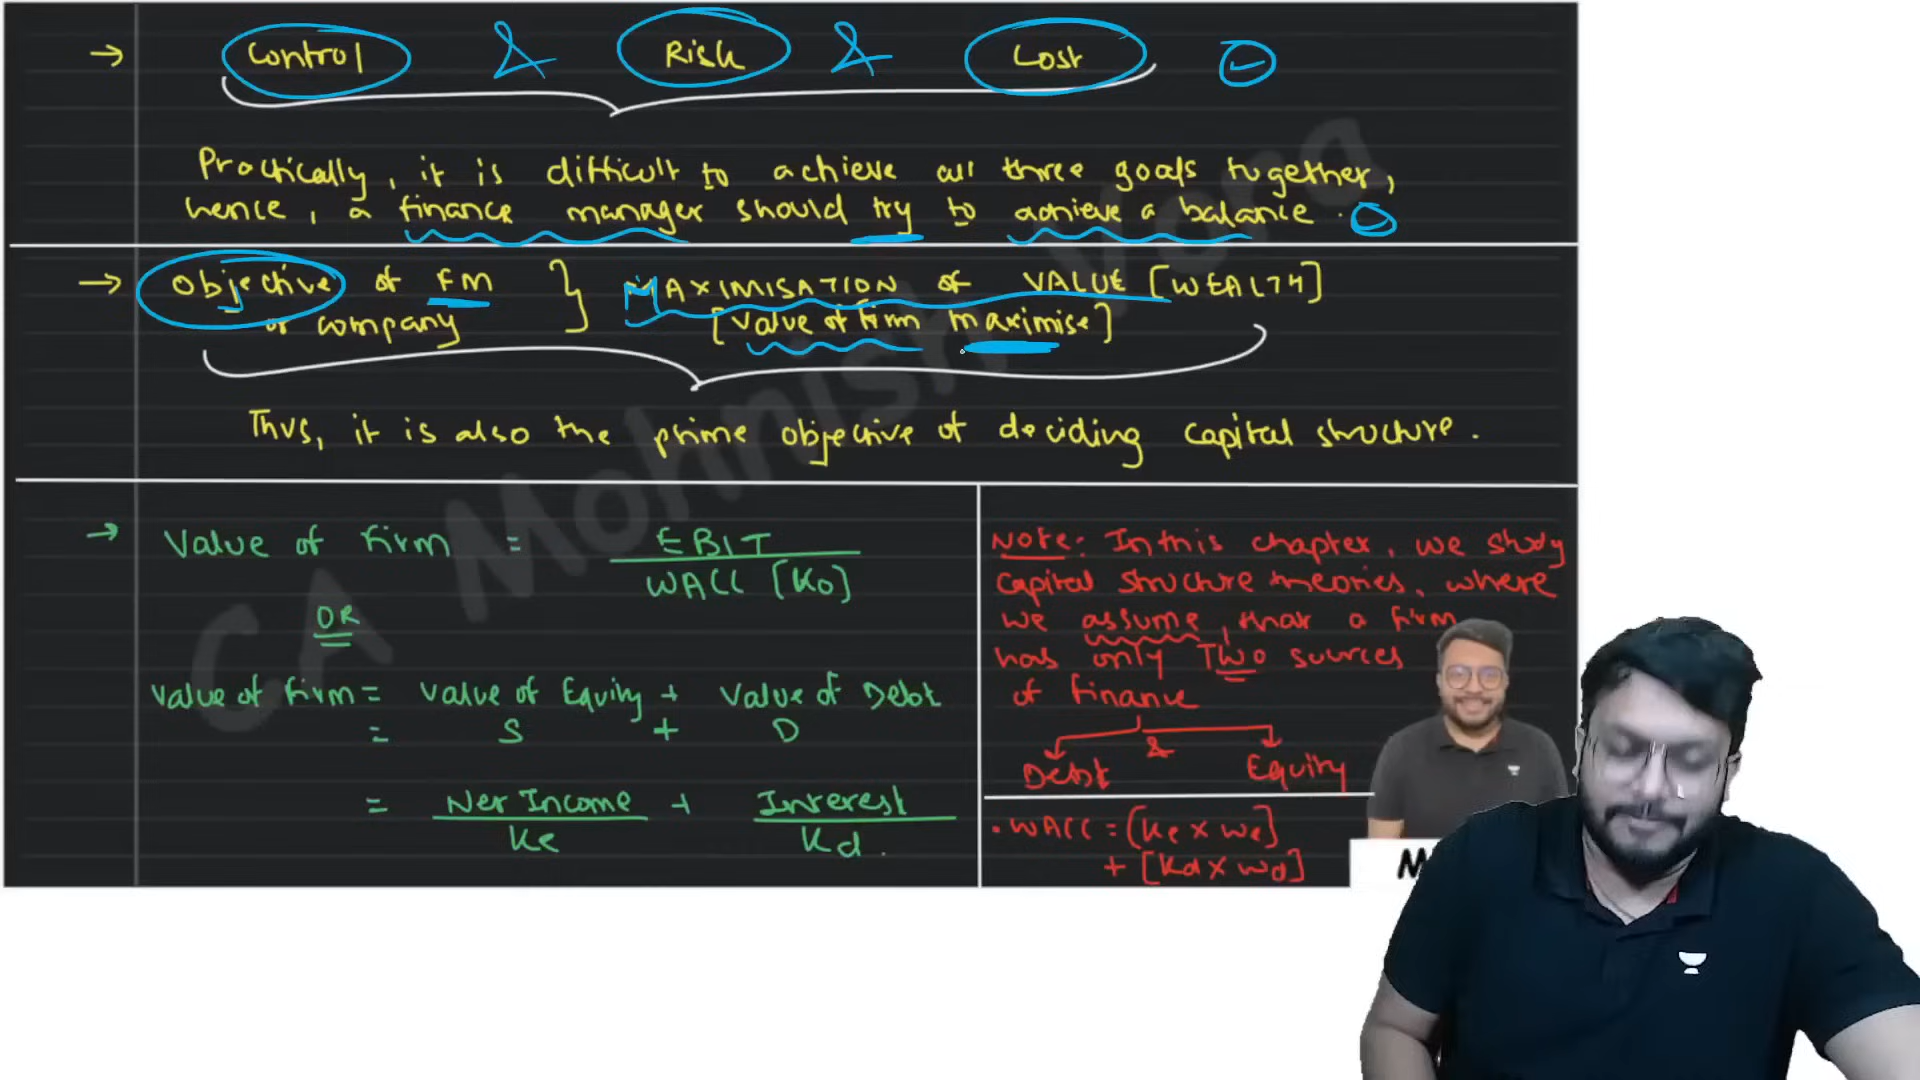 → Control & Risk & Cost
Practically, it is difficult to achieve all three goals together,
hence, a finance manager should try to achieve a balance.
→ Objective of FM } MAXIMISATION of VALUE [WEALTH]
or company [Value of firm maximise]
Thus, it is also the prime objective of deciding capital structure.
→ Value of firm = EBIT
WACC [Ko]
OR
Value of firm = Value of Equity + Value of Debt
= S + D
= Net Income + Interest
Ke Kd.
Note: In this chapter, we study
capital structure theories, where
we assume, that a firm
has only Two sources
of finance
&
Debt Equity
• WACC = [Ke x We]
+ [Kd x Wd]
CA Mohnish Vora
M